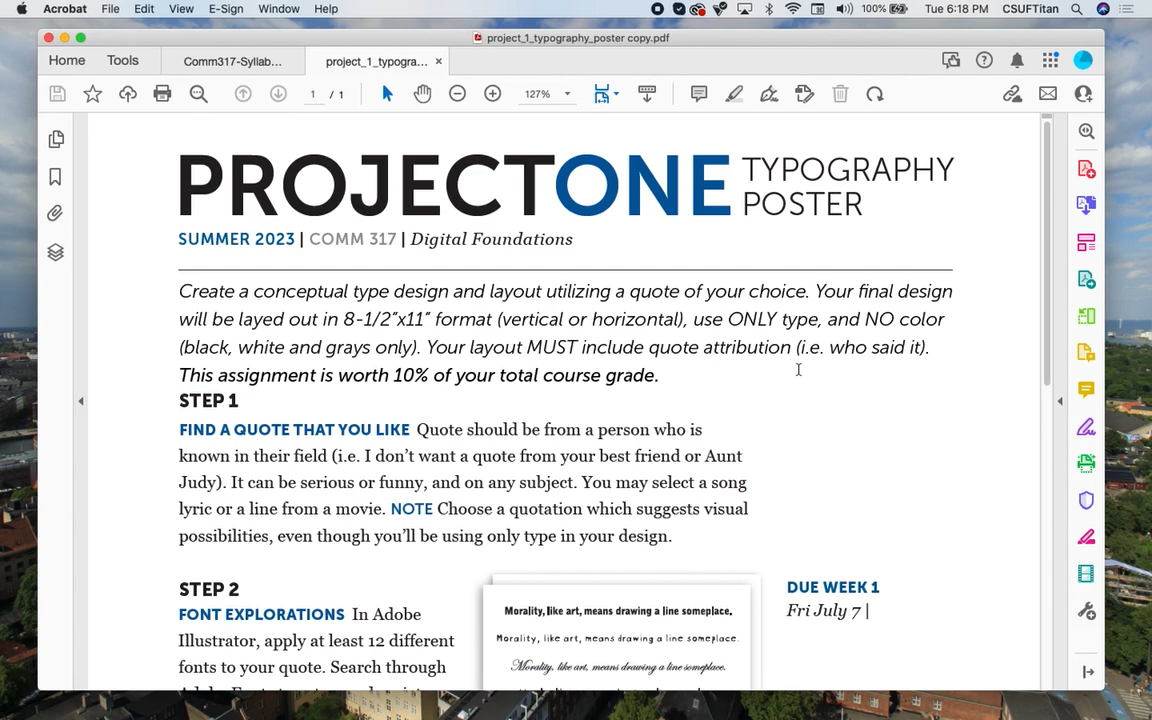 Acrobat File Edit View E-Sign Window Help 100% Tue 6:18 PM CSUFTitan
project_1_typography_poster copy.pdf
Home Tools Comm317-Syllab... project_1_typogra... ×
1 / 1 127%
PROJECTONE TYPOGRAPHY
POSTER
SUMMER 2023 | COMM 317 | Digital Foundations
Create a conceptual type design and layout utilizing a quote of your choice. Your final design
will be layed out in 8-1/2"x11" format (vertical or horizontal), use ONLY type, and NO color
(black, white and grays only). Your layout MUST include quote attribution (i.e. who said it).
This assignment is worth 10% of your total course grade.
STEP 1
FIND A QUOTE THAT YOU LIKE Quote should be from a person who is
known in their field (i.e. I don't want a quote from your best friend or Aunt
Judy). It can be serious or funny, and on any subject. You may select a song
lyric or a line from a movie. NOTE Choose a quotation which suggests visual
possibilities, even though you'll be using only type in your design.
STEP 2
FONT EXPLORATIONS In Adobe
Illustrator, apply at least 12 different
fonts to your quote. Search through
Morality, like art, means drawing a line someplace.
Morality, like art, means drawing a line someplace.
Morality, like art, means drawing a line someplace.
DUE WEEK 1
Fri July 7 |